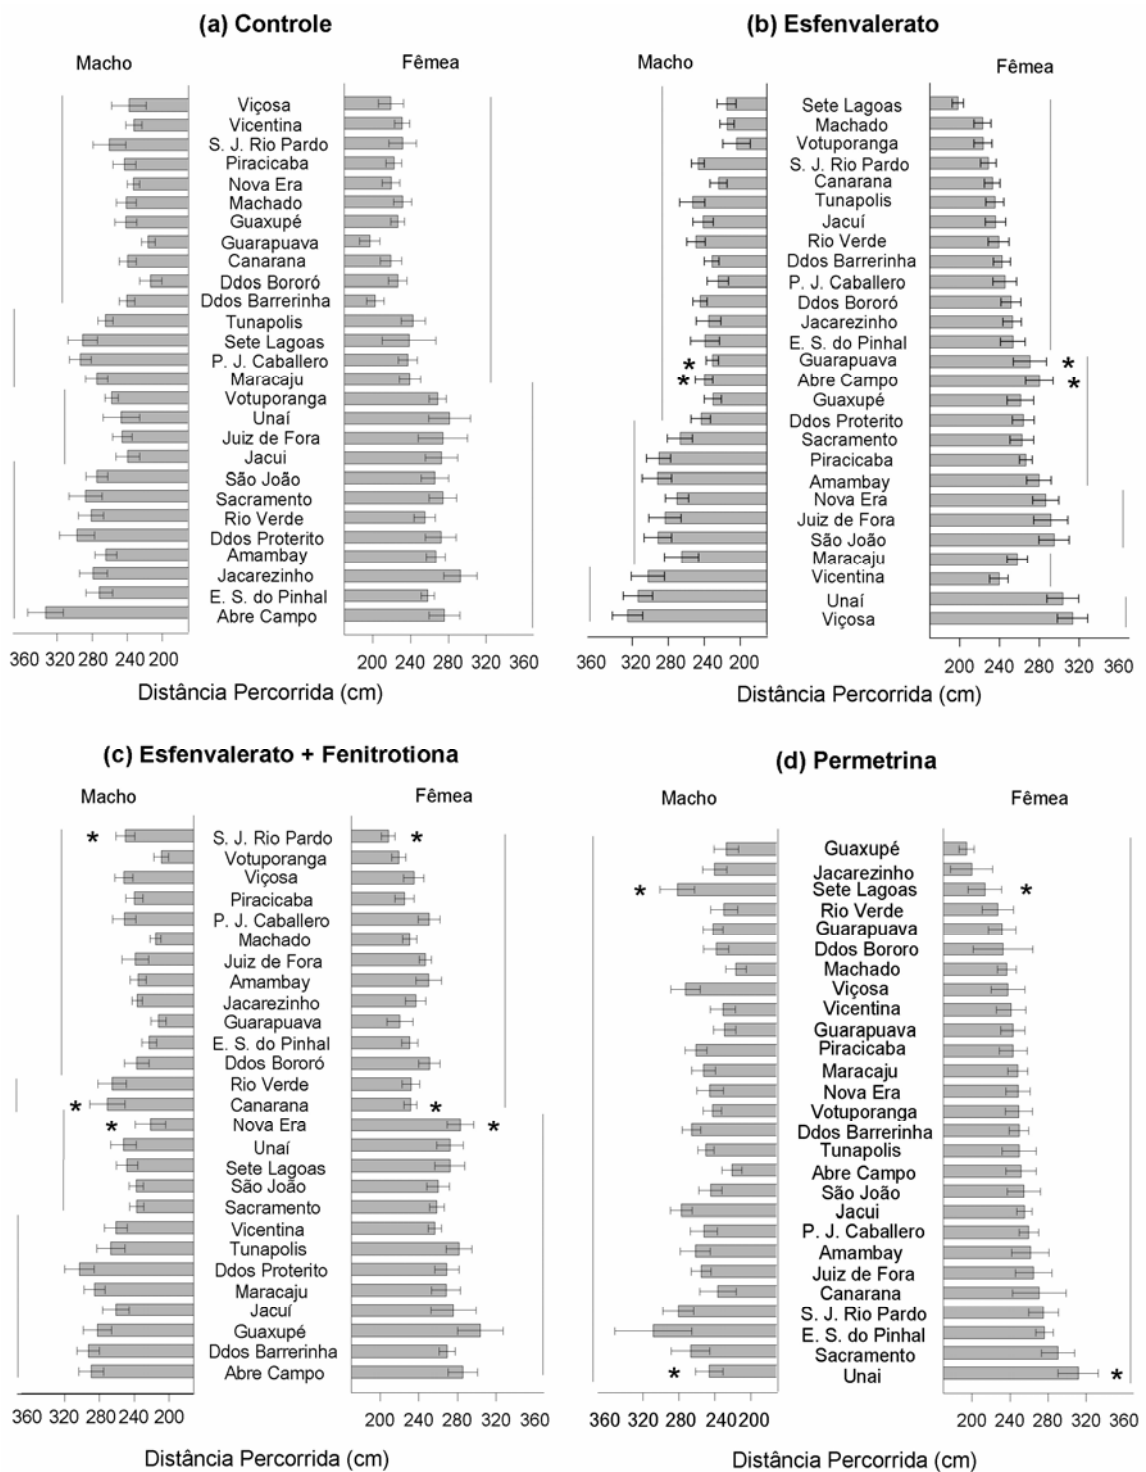 (a) Controle
Macho
Fêmea
Viçosa
Vicentina
S. J. Rio Pardo
Piracicaba
Nova Era
Machado
Guaxupé
Guarapuava
Canarana
Ddos Bororó
Ddos Barrerinha
Tunapolis
Sete Lagoas
P. J. Caballero
Maracaju
Votuporanga
Unaí
Juiz de Fora
Jacui
São João
Sacramento
Rio Verde
Ddos Proterito
Amambay
Jacarezinho
E. S. do Pinhal
Abre Campo
360 320 280 240 200
200 240 280 320 360
Distância Percorrida (cm)
(b) Esfenvalerato
Macho
Fêmea
Sete Lagoas
Machado
Votuporanga
S. J. Rio Pardo
Canarana
Tunapolis
Jacuí
Rio Verde
Ddos Barrerinha
P. J. Caballero
Ddos Bororó
Jacarezinho
E. S. do Pinhal
* Guarapuava *
* Abre Campo *
Guaxupé
Ddos Proterito
Sacramento
Piracicaba
Amambay
Nova Era
Juiz de Fora
São João
Maracaju
Vicentina
Unaí
Viçosa
360 320 280 240 200
200 240 280 320 360
Distância Percorrida (cm)
(c) Esfenvalerato + Fenitrotiona
Macho
Fêmea
* S. J. Rio Pardo *
Votuporanga
Viçosa
Piracicaba
P. J. Caballero
Machado
Juiz de Fora
Amambay
Jacarezinho
Guarapuava
E. S. do Pinhal
Ddos Bororó
Rio Verde
* Canarana *
* Nova Era *
Unaí
Sete Lagoas
São João
Sacramento
Vicentina
Tunapolis
Ddos Proterito
Maracaju
Jacuí
Guaxupé
Ddos Barrerinha
Abre Campo
360 320 280 240 200
200 240 280 320 360
Distância Percorrida (cm)
(d) Permetrina
Macho
Fêmea
Guaxupé
Jacarezinho
* Sete Lagoas *
Rio Verde
Guarapuava
Ddos Bororo
Machado
Viçosa
Vicentina
Guarapuava
Piracicaba
Maracaju
Nova Era
Votuporanga
Ddos Barrerinha
Tunapolis
Abre Campo
São João
Jacui
P. J. Caballero
Amambay
Juiz de Fora
Canarana
S. J. Rio Pardo
E. S. do Pinhal
Sacramento
* Unai *
360 320 280 240 200
200 240 280 320 360
Distância Percorrida (cm)